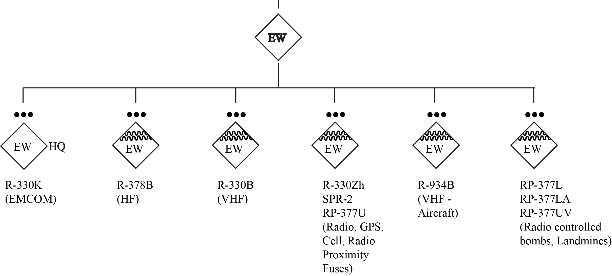 EW
EW
HQ
EW
EW
EW
EW
EW
R-330K
(EMCOM)
R-378B
(HF)
R-330B
(VHF)
R-330Zh
SPR-2
RP-377U
(Radio, GPS,
Cell, Radio
Proximity
Fuses)
R-934B
(VHF -
Aircraft)
RP-377L
RP-377LA
RP-377UV
(Radio controlled
bombs, Landmines)